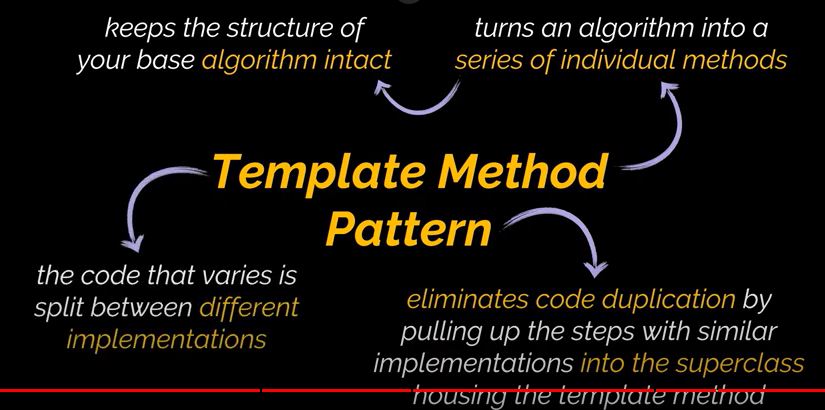 keeps the structure of
your base algorithm intact
turns an algorithm into a
series of individual methods
Template Method
Pattern
the code that varies is
split between different
implementations
eliminates code duplication by
pulling up the steps with similar
implementations into the superclass
housing the template method